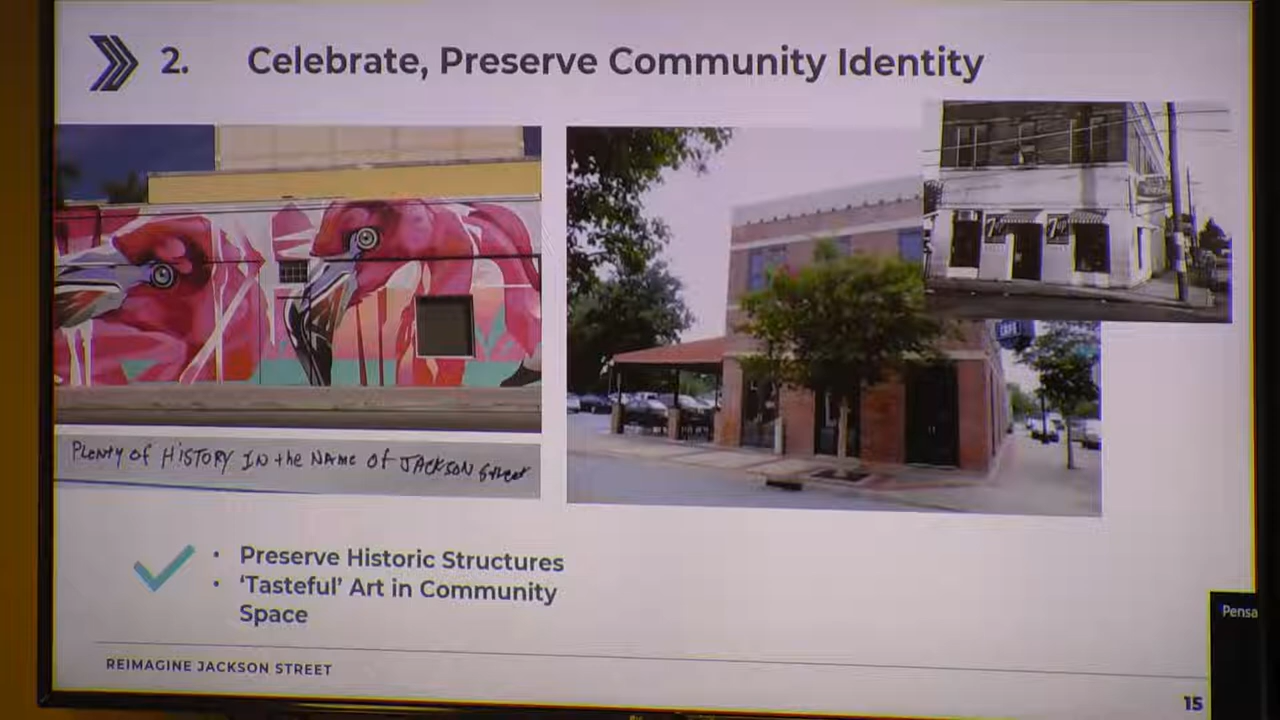 2. Celebrate, Preserve Community Identity
7up
PLENTY OF HISTORY IN the NAME OF JACKSON Street
• Preserve Historic Structures
• ‘Tasteful’ Art in Community
Space
REIMAGINE JACKSON STREET
Pensa
15